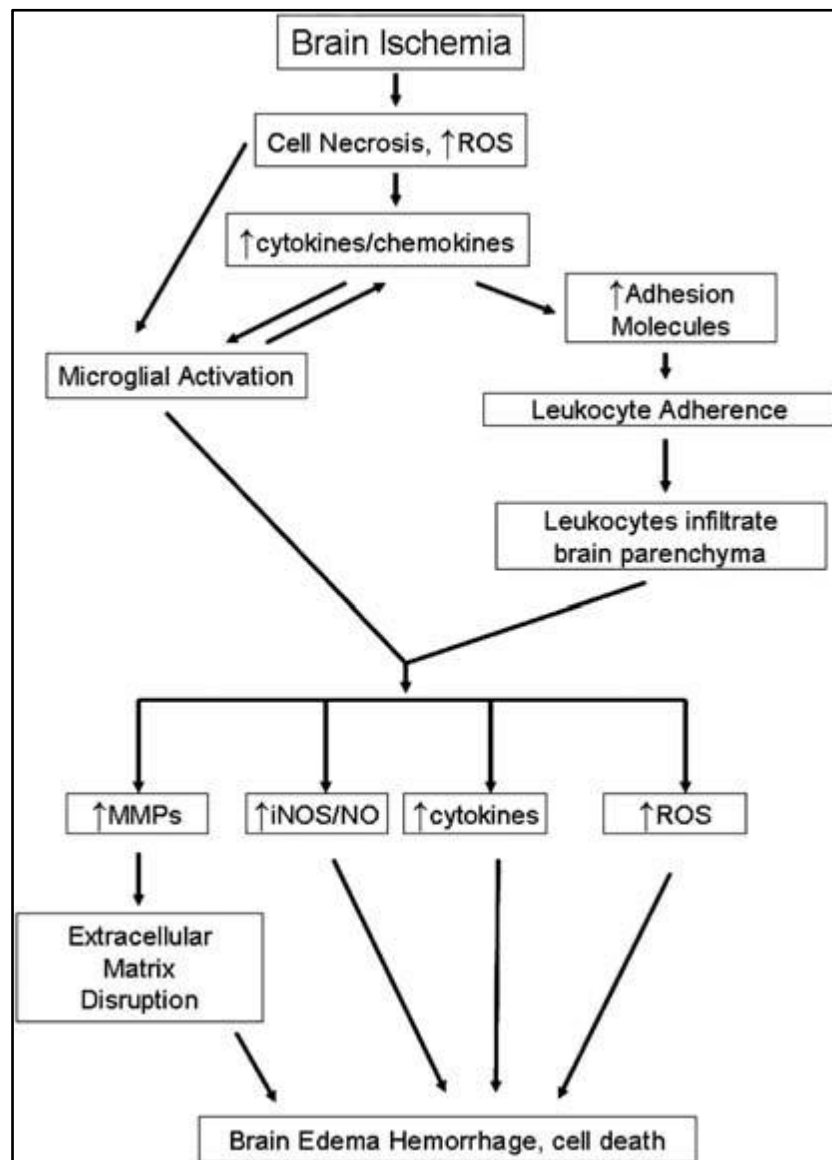 Brain Ischemia
Cell Necrosis, ↑ROS
↑cytokines/chemokines
↑Adhesion
Molecules
Microglial Activation
Leukocyte Adherence
Leukocytes infiltrate
brain parenchyma
↑MMPs
↑iNOS/NO
↑cytokines
↑ROS
Extracellular
Matrix
Disruption
Brain Edema Hemorrhage, cell death